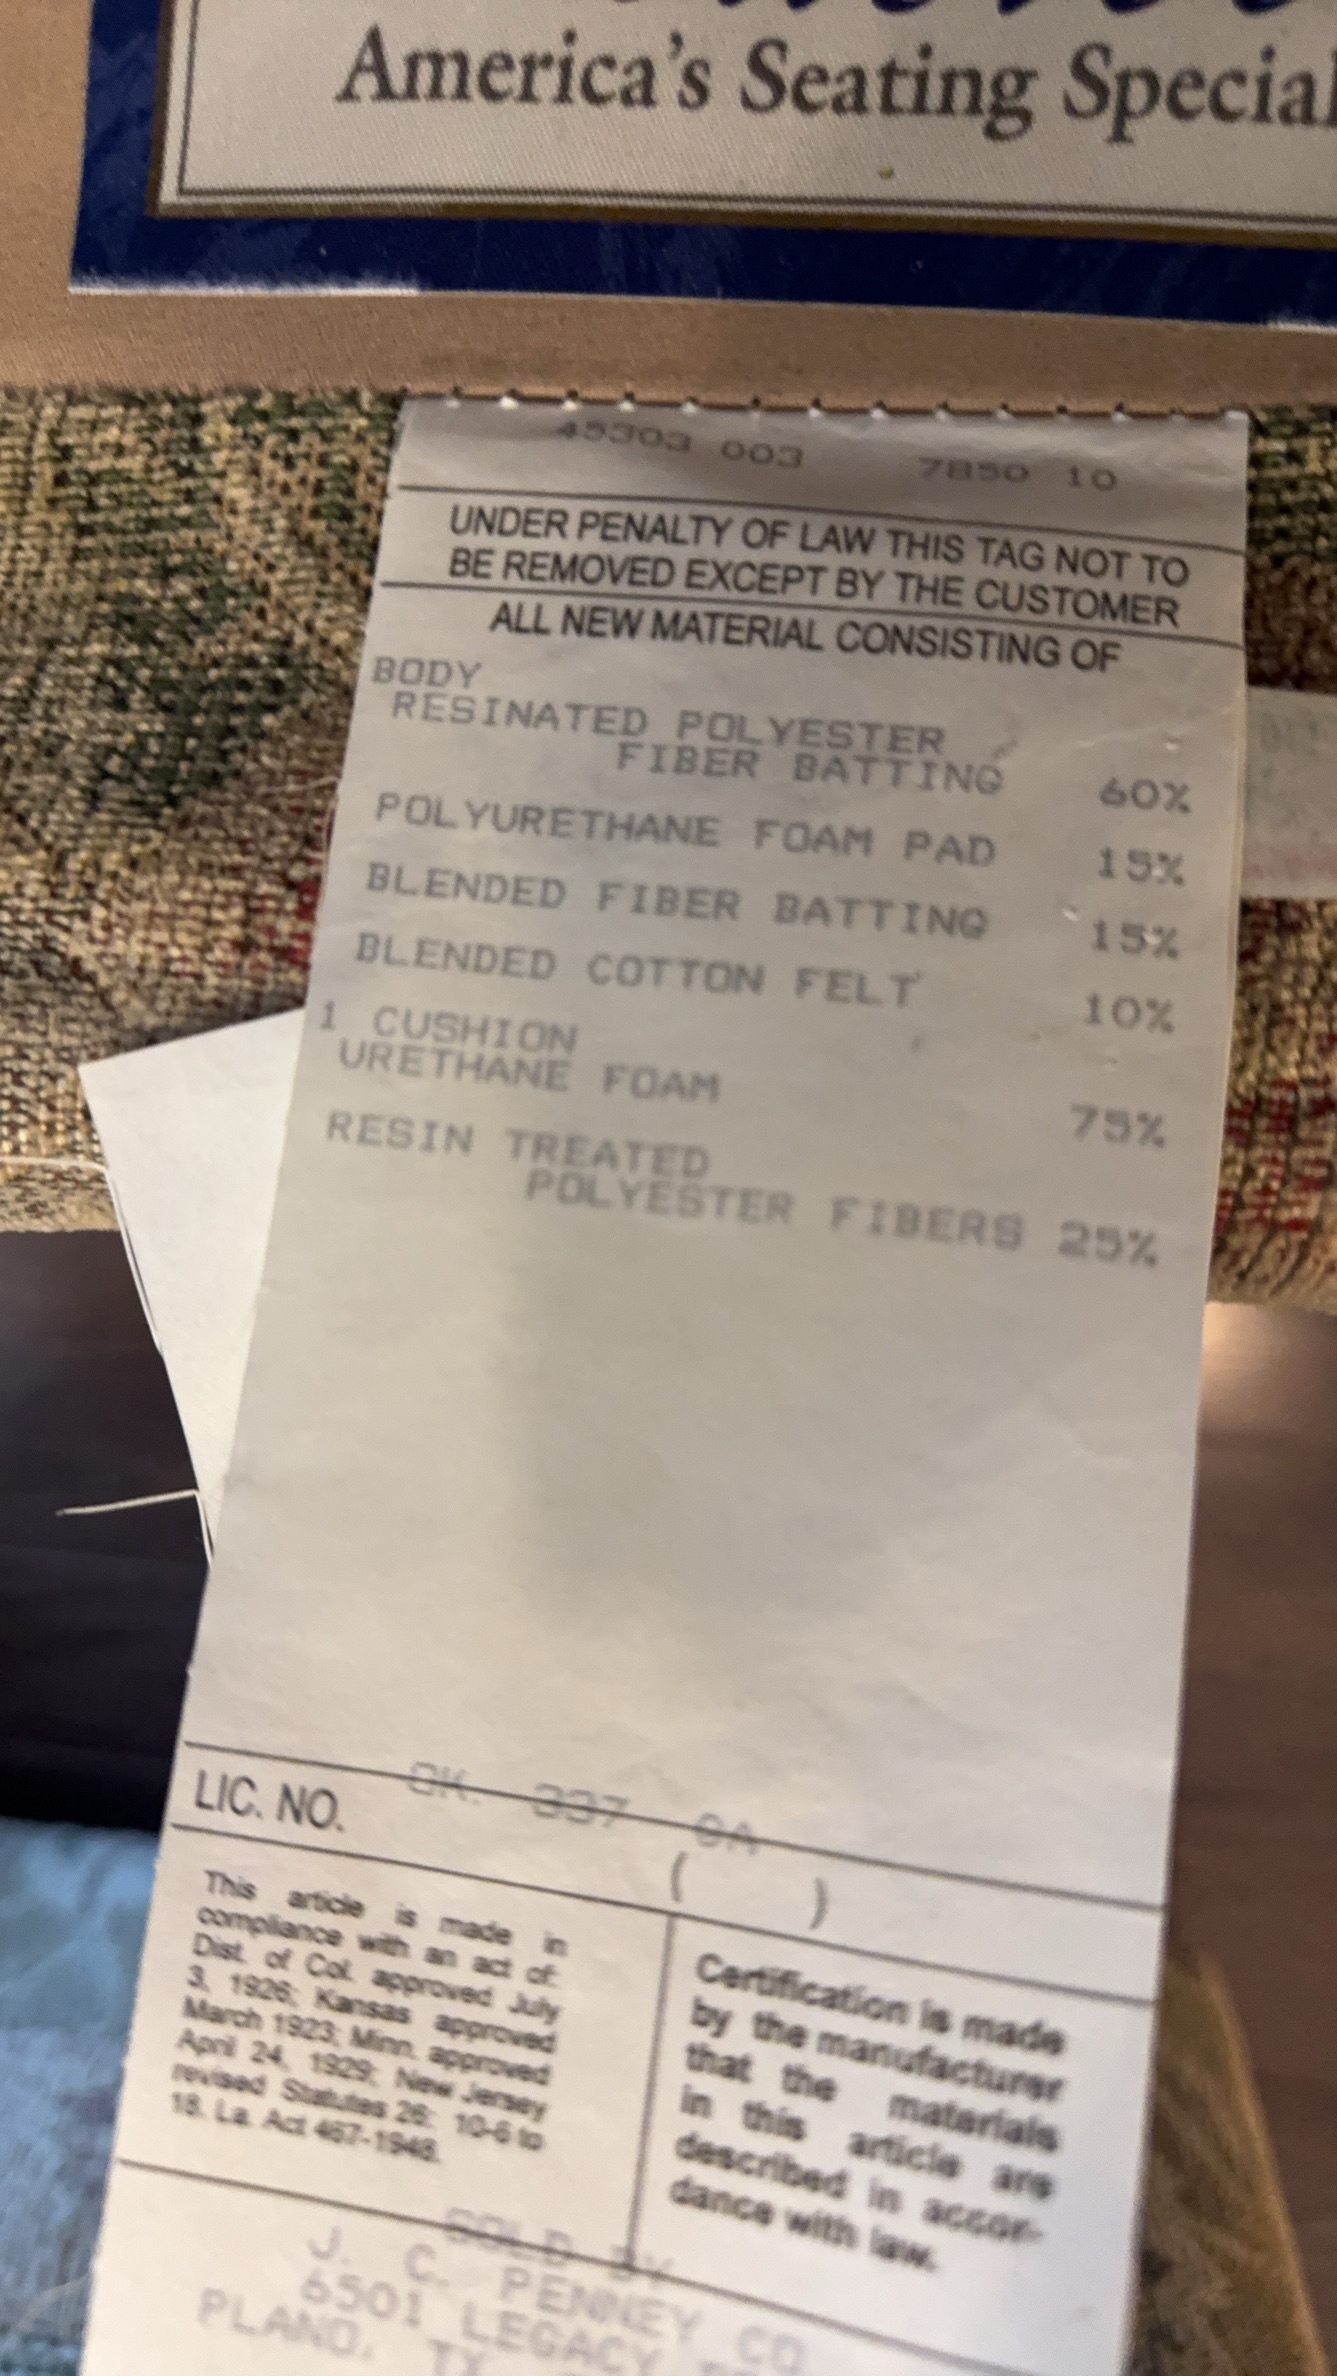 America's Seating Special
45303 003 7850 10
UNDER PENALTY OF LAW THIS TAG NOT TO
BE REMOVED EXCEPT BY THE CUSTOMER
ALL NEW MATERIAL CONSISTING OF
BODY
RESINATED POLYESTER
FIBER BATTING 60%
POLYURETHANE FOAM PAD 15%
BLENDED FIBER BATTING 15%
BLENDED COTTON FELT 10%
1 CUSHION
URETHANE FOAM 75%
RESIN TREATED
POLYESTER FIBERS 25%
LIC. NO. 337
( )
This article is made in
compliance with an act of:
Dist. of Col. approved July
3, 1926; Kansas approved
March 1923; Minn. approved
April 24, 1929; New Jersey
revised Statutes 26: 10-6 to
18. La. Act 467-1948.
Certification is made
by the manufacturer
that the materials
in this article are
described in accor-
dance with law.
SOLD BY
J. C. PENNEY CO
6501 LEGACY
PLANO, TX